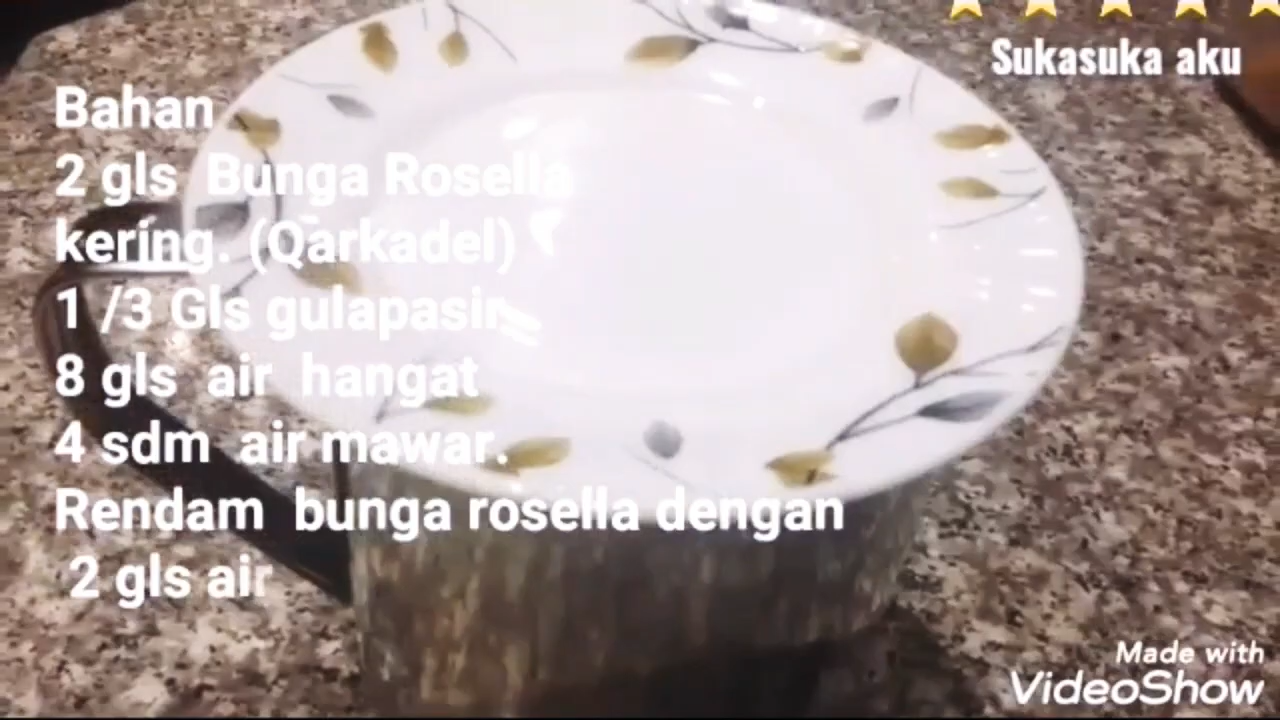 Sukasuka aku
Bahan
2 gls Bunga Rosella
kering. (Qarkadel)
1 /3 Gls gulapasir
8 gls air hangat
4 sdm air mawar.
Rendam bunga rosella dengan
2 gls air
Made with
VideoShow